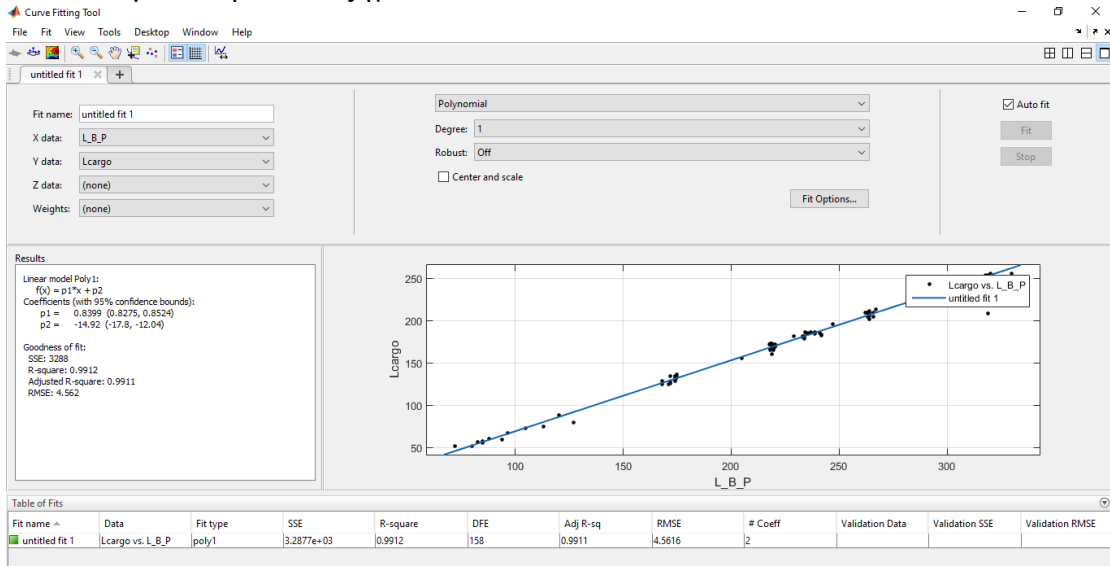 Curve Fitting Tool
File Fit View Tools Desktop Window Help
untitled fit 1
Fit name: untitled fit 1
X data: L_B_P
Y data: Lcargo
Z data: (none)
Weights: (none)
Polynomial
Degree: 1
Robust: Off
Center and scale
Fit Options...
Auto fit
Fit
Stop
Results
Linear model Poly1:
f(x) = p1*x + p2
Coefficients (with 95% confidence bounds):
p1 = 0.8399 (0.8275, 0.8524)
p2 = -14.92 (-17.8, -12.04)
Goodness of fit:
SSE: 3288
R-square: 0.9912
Adjusted R-square: 0.9911
RMSE: 4.562
250
200
150
100
50
Lcargo
100 150 200 250 300
L_B_P
Lcargo vs. L_B_P
untitled fit 1
Table of Fits
Fit name Data Fit type SSE R-square DFE Adj R-sq RMSE # Coeff Validation Data Validation SSE Validation RMSE
untitled fit 1 Lcargo vs. L_B_P poly1 3.2877e+03 0.9912 158 0.9911 4.5616 2